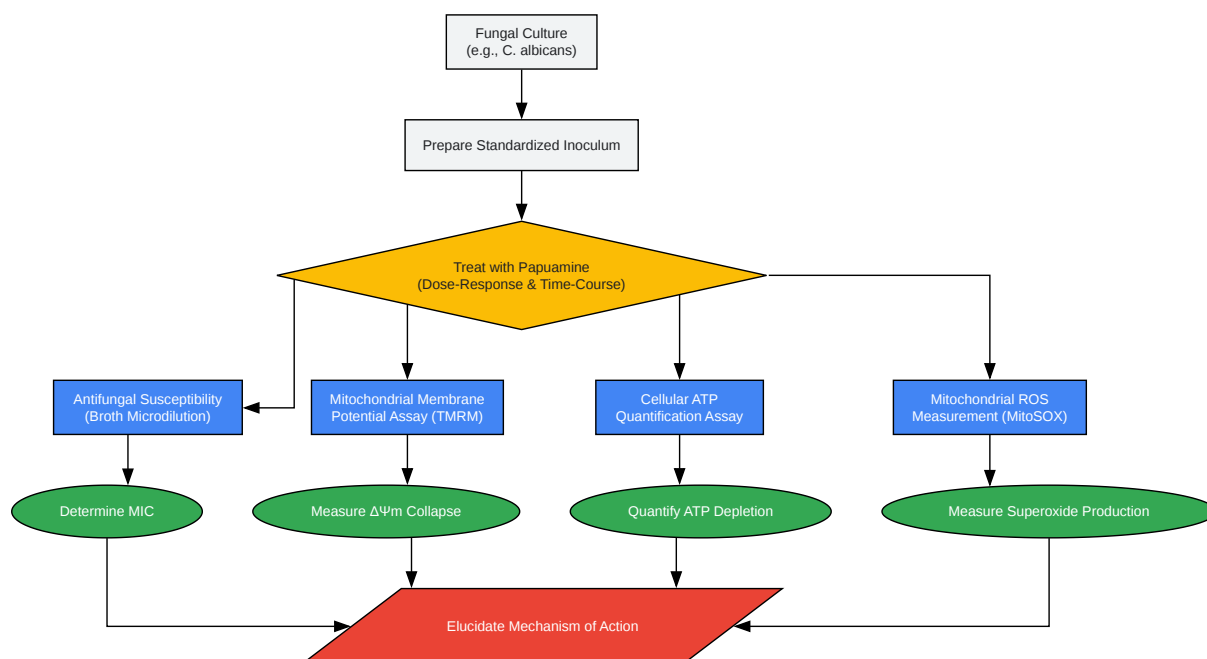 Fungal Culture
(e.g., C. albicans)
Prepare Standardized Inoculum
Treat with Papuamine
(Dose-Response & Time-Course)
Antifungal Susceptibility
(Broth Microdilution)
Mitochondrial Membrane
Potential Assay (TMRM)
Cellular ATP
Quantification Assay
Mitochondrial ROS
Measurement (MitoSOX)
Determine MIC
Measure ΔΨm Collapse
Quantify ATP Depletion
Measure Superoxide Production
Elucidate Mechanism of Action